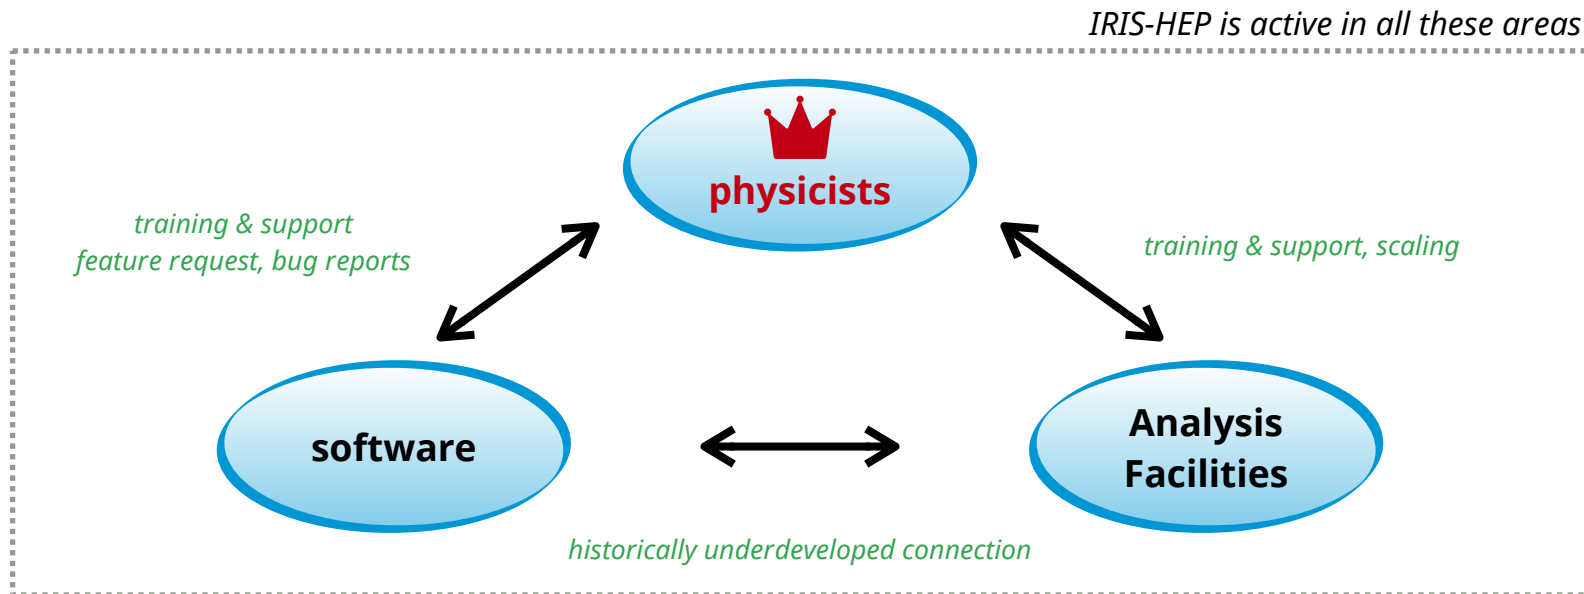 IRIS-HEP is active in all these areas
physicists
training & support
feature request, bug reports
training & support, scaling
software
Analysis
Facilities
historically underdeveloped connection